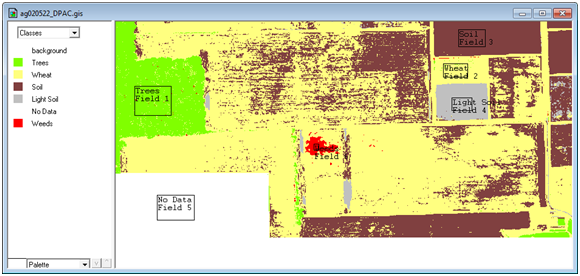 ag020522_DPAC.gis
Classes
background
Trees
Wheat
Soil
Light Soil
No Data
Weeds
Palette
Soil
Field 3
Wheat
Field 2
Trees
Field 1
Light Soil
Field 4
Field
No Data
Field 5